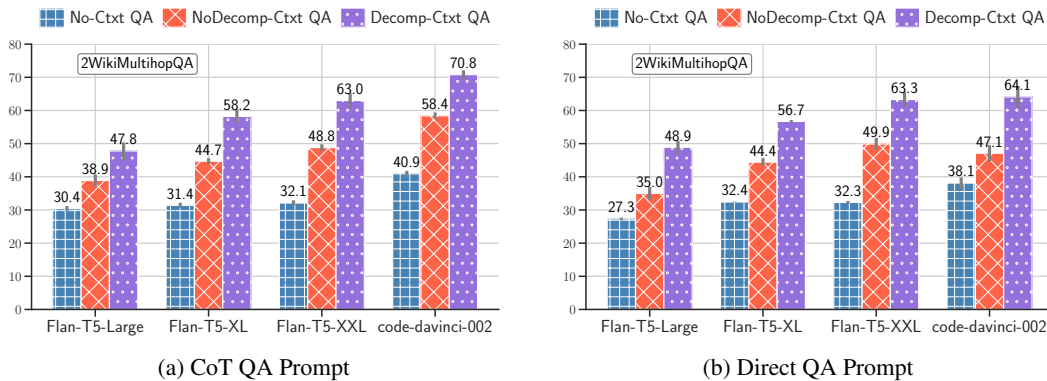 No-Ctxt QA NoDecomp-Ctxt QA Decomp-Ctxt QA
80
70
60
50
40
30
20
10
0
2WikiMultihopQA
30.4 38.9 47.8 31.4 44.7 58.2 32.1 48.8 63.0 40.9 58.4 70.8
Flan-T5-Large Flan-T5-XL Flan-T5-XXL code-davinci-002
(a) CoT QA Prompt
No-Ctxt QA NoDecomp-Ctxt QA Decomp-Ctxt QA
80
70
60
50
40
30
20
10
0
2WikiMultihopQA
27.3 35.0 48.9 32.4 44.4 56.7 32.3 49.9 63.3 38.1 47.1 64.1
Flan-T5-Large Flan-T5-XL Flan-T5-XXL code-davinci-002
(b) Direct QA Prompt